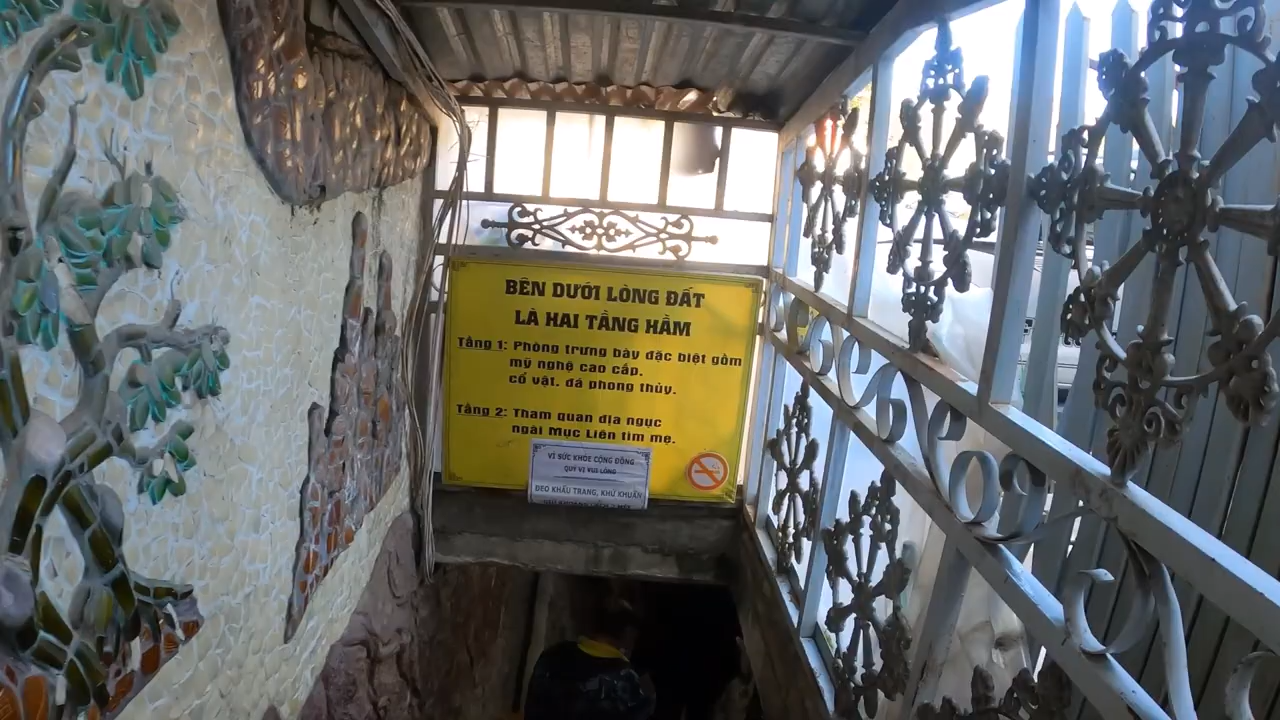 BÊN DƯỚI LÒNG ĐẤT
LÀ HAI TẦNG HẦM
Tầng 1: Phòng trưng bày đặc biệt gồm
mỹ nghệ cao cấp.
cổ vật, đá phong thủy.
Tầng 2: Tham quan địa ngục
ngài Mục Liên tìm mẹ.
VÌ SỨC KHỎE CỘNG ĐỒNG
QUÝ VỊ VUI LÒNG
ĐEO KHẨU TRANG, KHỬ KHUẨN